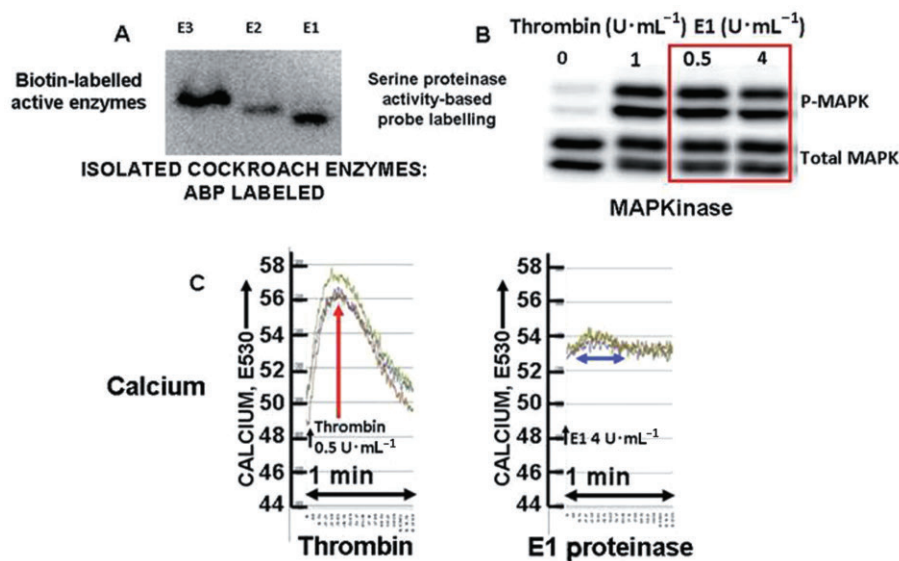 A
E3 E2 E1
Biotin-labelled
active enzymes
ISOLATED COCKROACH ENZYMES:
ABP LABELED
Serine proteinase
activity-based
probe labelling
B
Thrombin (U·mL⁻¹) E1 (U·mL⁻¹)
0 1 0.5 4
P-MAPK
Total MAPK
MAPKinase
C
Calcium
CALCIUM, E530
58
56
54
52
50
48
46
44
Thrombin
0.5 U·mL⁻¹
1 min
Thrombin
CALCIUM, E530
58
56
54
52
50
48
46
44
E1 4 U·mL⁻¹
1 min
E1 proteinase